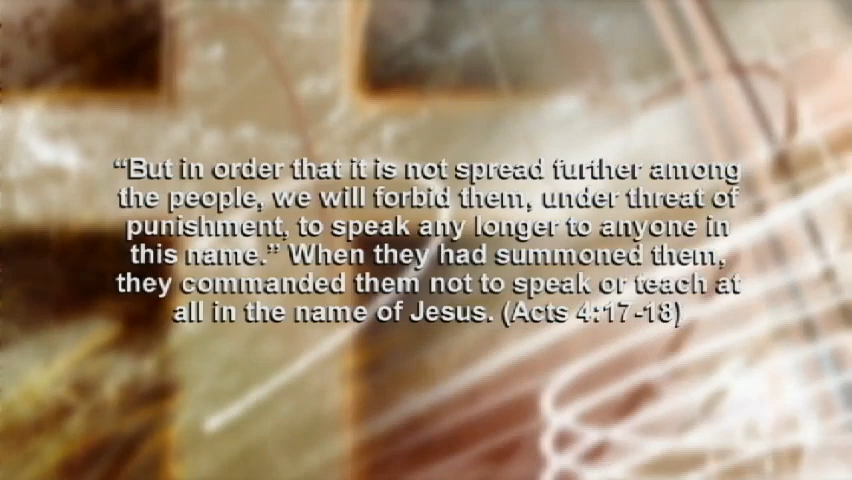 “But in order that it is not spread further among
the people, we will forbid them, under threat of
punishment, to speak any longer to anyone in
this name.” When they had summoned them,
they commanded them not to speak or teach at
all in the name of Jesus. (Acts 4:17-18)